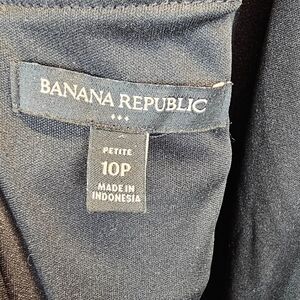 BANANA REPUBLIC
PETITE
10P
MADE IN
INDONESIA